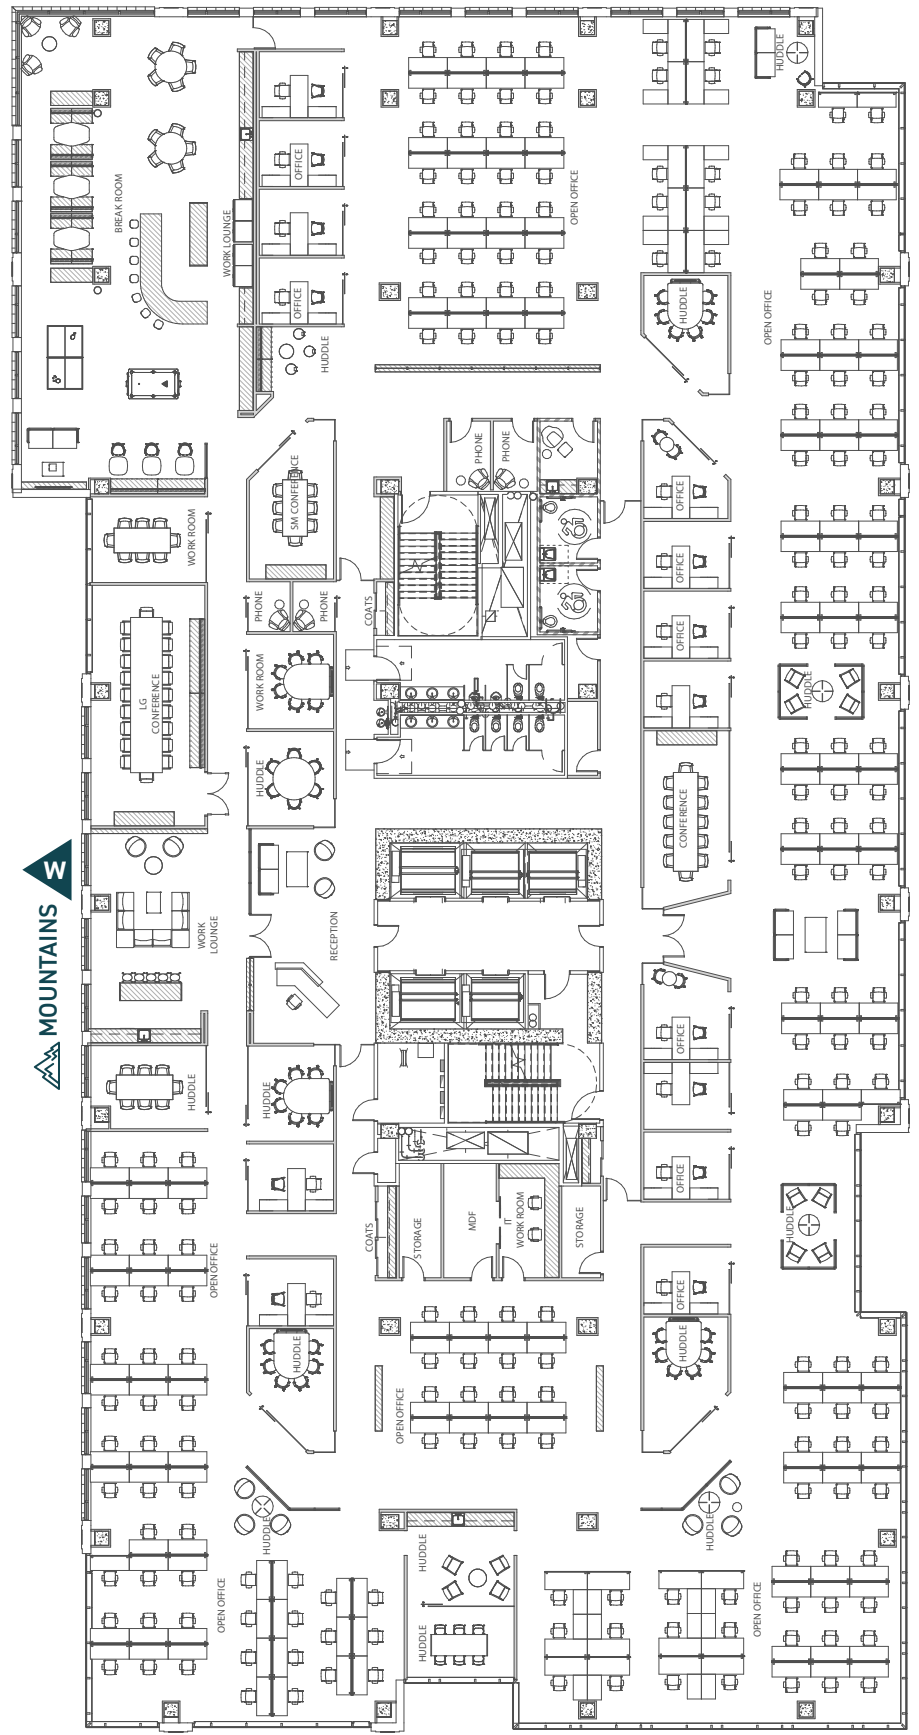 HUDDLE
BREAK ROOM
WORK LOUNGE
OFFICE
OPEN OFFICE
OFFICE
HUDDLE
HUDDLE
OPEN OFFICE
SM CONFERENCE
PHONE
PHONE
OFFICE
WORK ROOM
OFFICE
PHONE
PHONE
COATS
OFFICE
LG
CONFERENCE
WORK ROOM
HUDDLE
HUDDLE
CONFERENCE
W
MOUNTAINS
WORK
LOUNGE
RECEPTION
OFFICE
HUDDLE
HUDDLE
OFFICE
COATS
STORAGE
MDF
IT
WORK ROOM
STORAGE
HUDDLE
OPEN OFFICE
OFFICE
HUDDLE
HUDDLE
OPEN OFFICE
HUDDLE
HUDDLE
HUDDLE
OPEN OFFICE
HUDDLE
OPEN OFFICE